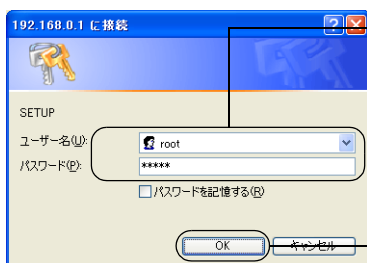 192.168.0.1 に接続
SETUP
ユーザー名(U):
root
パスワード(P):
*****
パスワードを記憶する(R)
OK
キャンセル